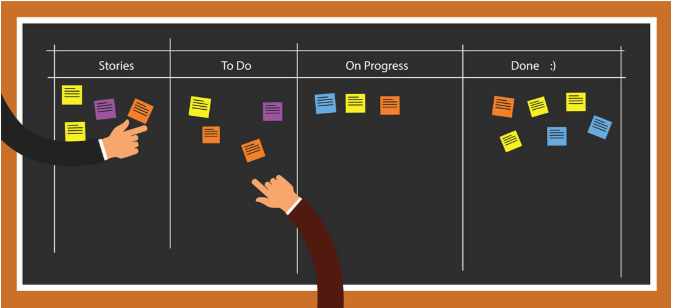 Stories
To Do
On Progress
Done :)